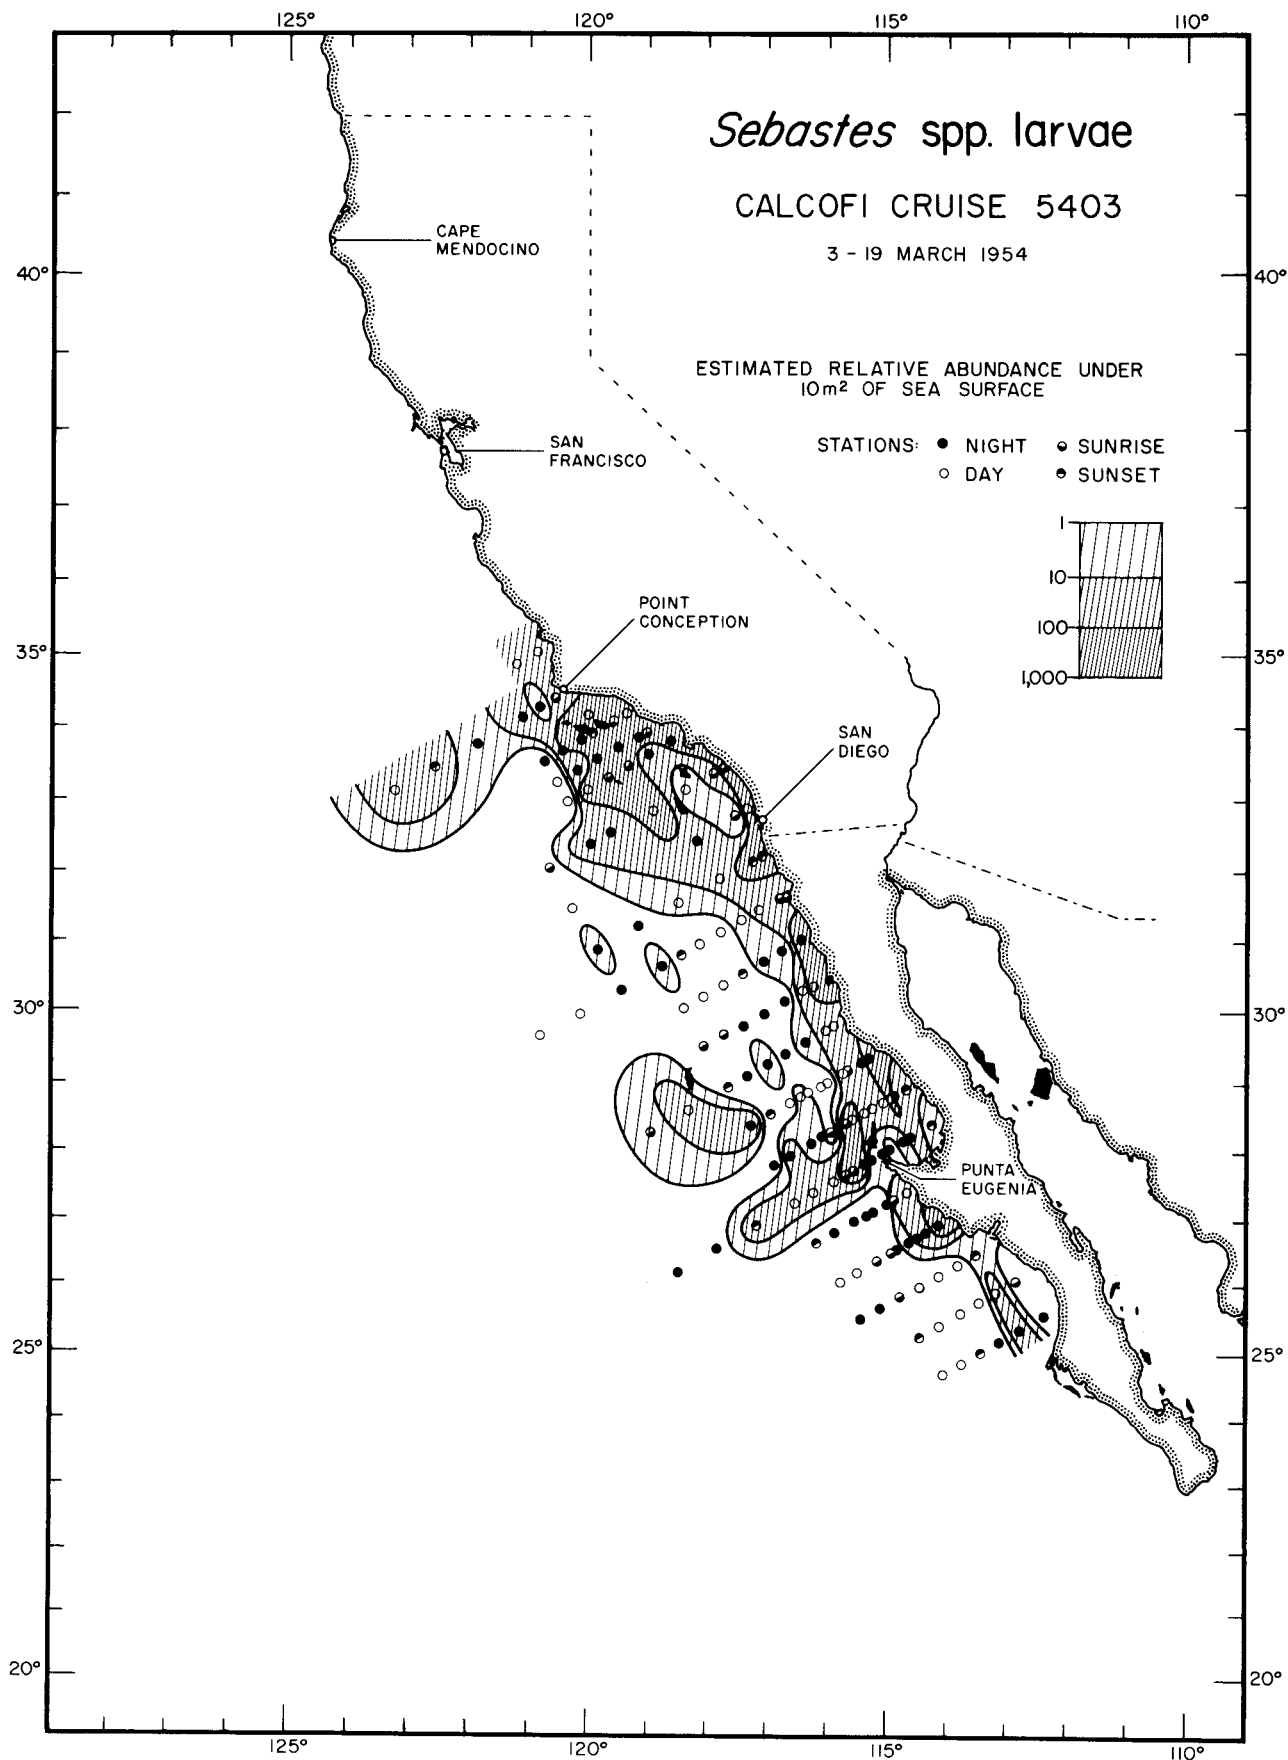 125° 120° 115° 110°
Sebastes spp. larvae
CALCOFI CRUISE 5403
3 - 19 MARCH 1954
CAPE
MENDOCINO
40° 40°
ESTIMATED RELATIVE ABUNDANCE UNDER
10m² OF SEA SURFACE
STATIONS: ● NIGHT SUNRISE
○ DAY SUNSET
SAN
FRANCISCO
1
10
100
1,000
POINT
CONCEPTION
35° 35°
SAN
DIEGO
30° 30°
PUNTA
EUGENIA
25° 25°
20° 20°
125° 120° 115° 110°